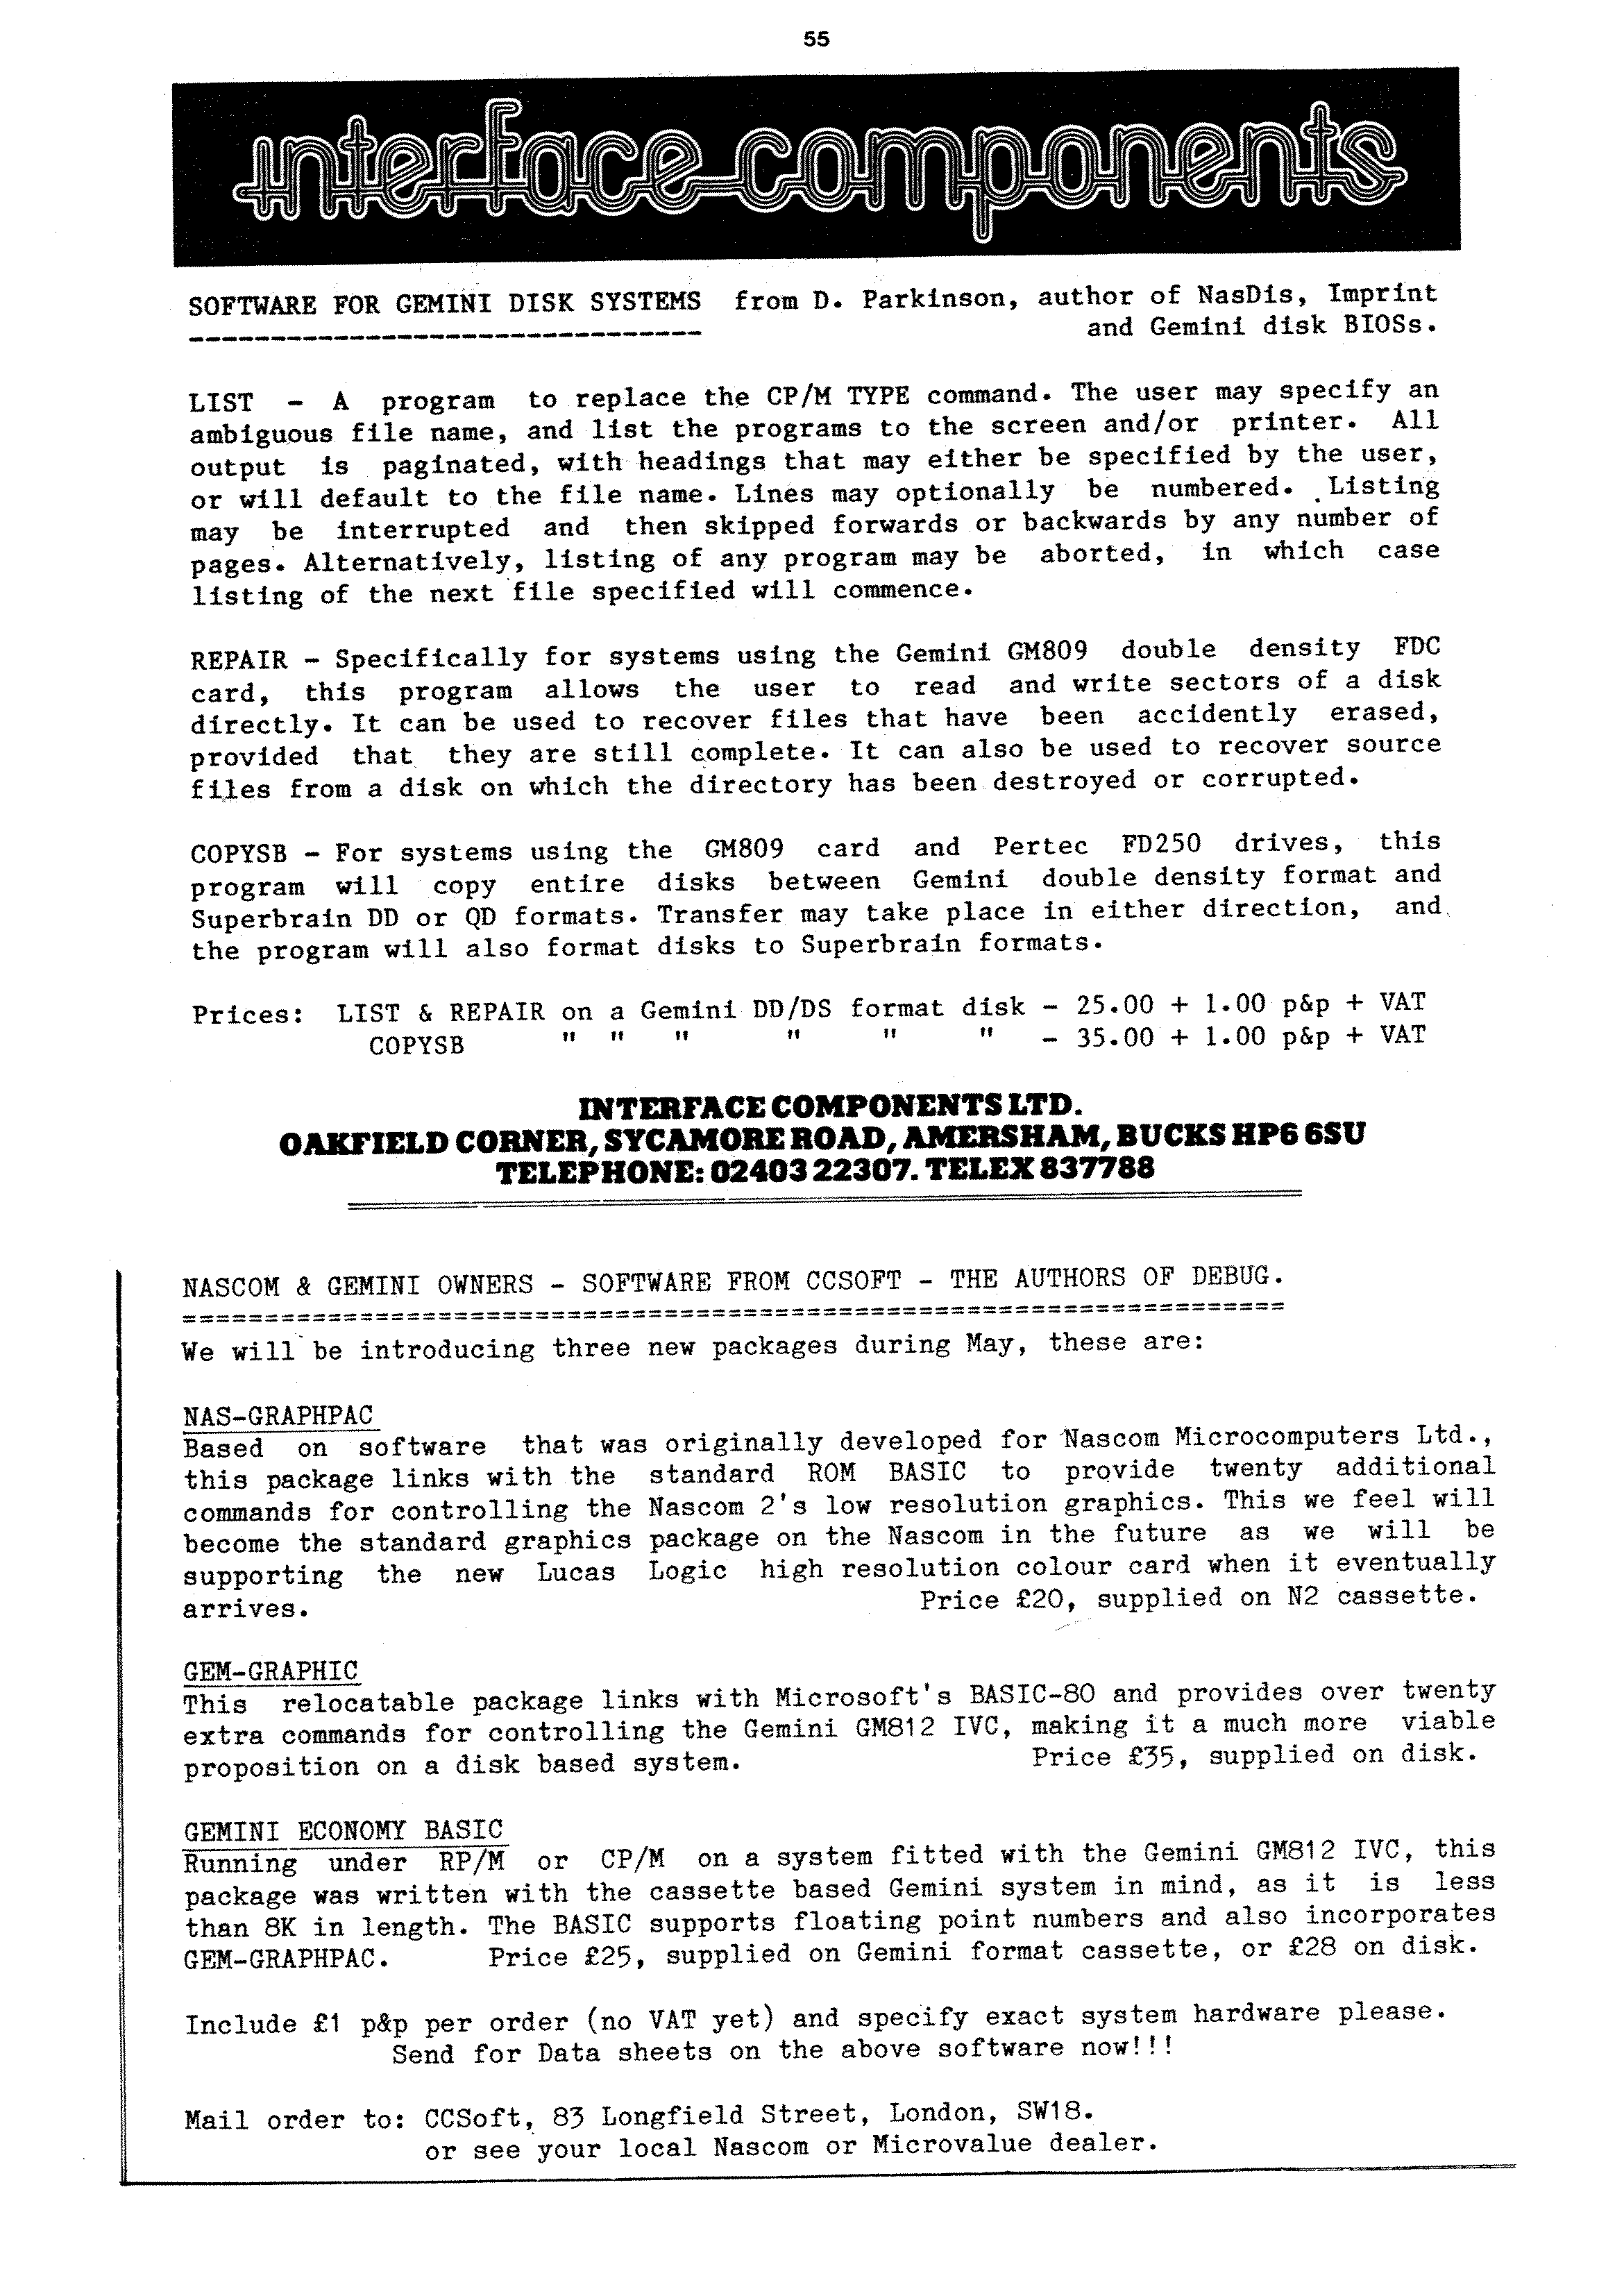 55
interface components
SOFTWARE FOR GEMINI DISK SYSTEMS from D. Parkinson, author of NasDis, Imprint
and Gemini disk BIOSs.
--------------------------------
LIST - A program to replace the CP/M TYPE command. The user may specify an
ambiguous file name, and list the programs to the screen and/or printer. All
output is paginated, with headings that may either be specified by the user,
or will default to the file name. Lines may optionally be numbered. Listing
may be interrupted and then skipped forwards or backwards by any number of
pages. Alternatively, listing of any program may be aborted, in which case
listing of the next file specified will commence.
REPAIR - Specifically for systems using the Gemini GM809 double density FDC
card, this program allows the user to read and write sectors of a disk
directly. It can be used to recover files that have been accidently erased,
provided that they are still complete. It can also be used to recover source
files from a disk on which the directory has been destroyed or corrupted.
COPYSB - For systems using the GM809 card and Pertec FD250 drives, this
program will copy entire disks between Gemini double density format and
Superbrain DD or QD formats. Transfer may take place in either direction, and
the program will also format disks to Superbrain formats.
Prices: LIST & REPAIR on a Gemini DD/DS format disk - 25.00 + 1.00 p&p + VAT
COPYSB " " " " " " - 35.00 + 1.00 p&p + VAT
INTERFACE COMPONENTS LTD.
OAKFIELD CORNER, SYCAMORE ROAD, AMERSHAM, BUCKS HP6 6SU
TELEPHONE: 02403 22307. TELEX 837788
NASCOM & GEMINI OWNERS - SOFTWARE FROM CCSOFT - THE AUTHORS OF DEBUG.
=====================================================================
We will be introducing three new packages during May, these are:
NAS-GRAPHPAC
Based on software that was originally developed for Nascom Microcomputers Ltd.,
this package links with the standard ROM BASIC to provide twenty additional
commands for controlling the Nascom 2's low resolution graphics. This we feel will
become the standard graphics package on the Nascom in the future as we will be
supporting the new Lucas Logic high resolution colour card when it eventually
arrives. Price £20, supplied on N2 cassette.
GEM-GRAPHIC
This relocatable package links with Microsoft's BASIC-80 and provides over twenty
extra commands for controlling the Gemini GM812 IVC, making it a much more viable
proposition on a disk based system. Price £35, supplied on disk.
GEMINI ECONOMY BASIC
Running under RP/M or CP/M on a system fitted with the Gemini GM812 IVC, this
package was written with the cassette based Gemini system in mind, as it is less
than 8K in length. The BASIC supports floating point numbers and also incorporates
GEM-GRAPHPAC. Price £25, supplied on Gemini format cassette, or £28 on disk.
Include £1 p&p per order (no VAT yet) and specify exact system hardware please.
Send for Data sheets on the above software now!!!
Mail order to: CCSoft, 83 Longfield Street, London, SW18.
or see your local Nascom or Microvalue dealer.